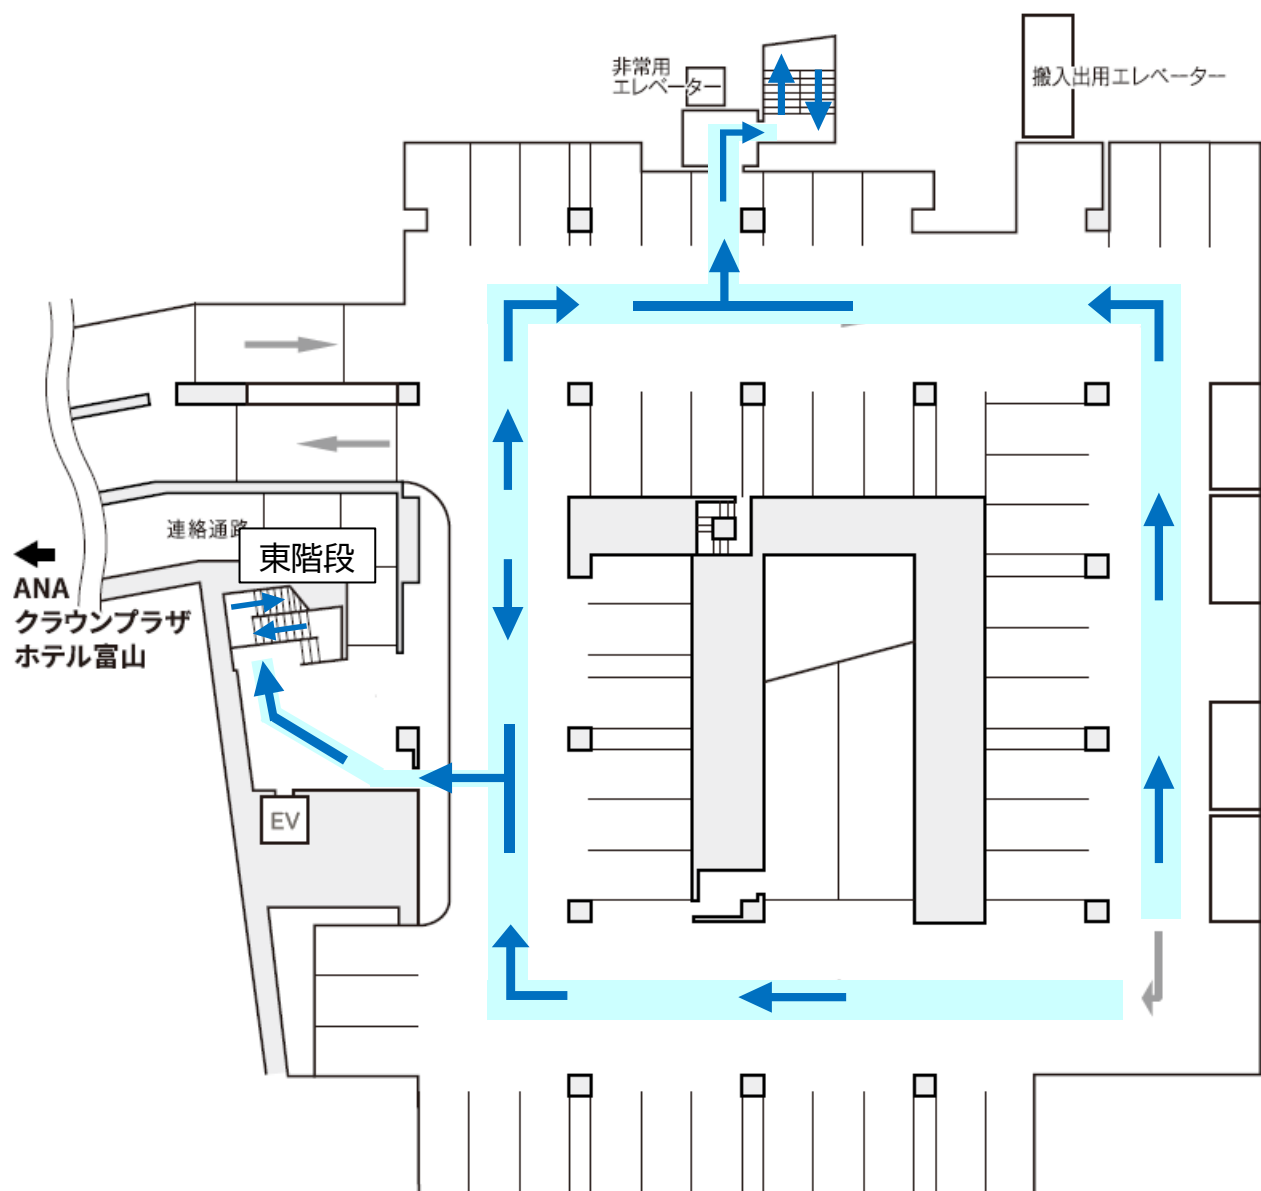 非常用
エレベーター
搬入出用エレベーター
連絡通路
東階段
ANA
クラウンプラザ
ホテル富山
EV